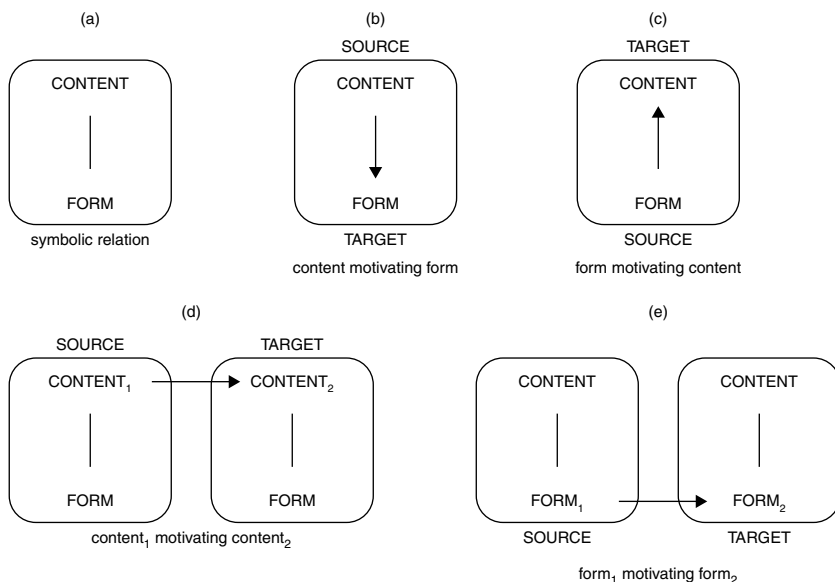 (a)
CONTENT
FORM
symbolic relation
(b)
SOURCE
CONTENT
FORM
TARGET
content motivating form
(c)
TARGET
CONTENT
FORM
SOURCE
form motivating content
(d)
SOURCE TARGET
CONTENT₁ CONTENT₂
FORM FORM
content₁ motivating content₂
(e)
CONTENT CONTENT
FORM₁ FORM₂
SOURCE TARGET
form₁ motivating form₂